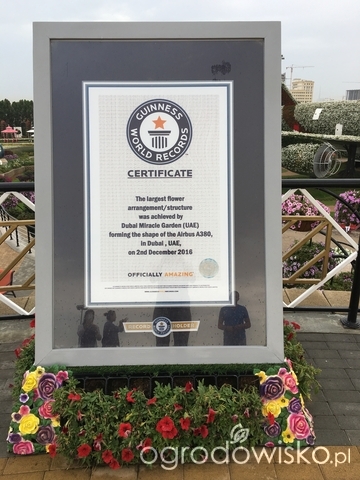 GUINNESS
WORLD RECORDS
CERTIFICATE
The largest flower
arrangement/structure
was achieved by
Dubai Miracle Garden (UAE)
forming the shape of the Airbus A380,
in Dubai , UAE,
on 2nd December 2016
OFFICIALLY AMAZING
RECORD HOLDER
ogrodowisko.pl